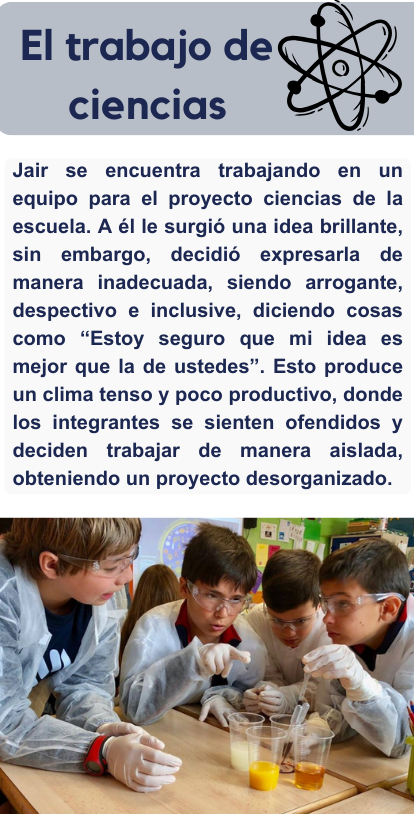 El trabajo de
ciencias
Jair se encuentra trabajando en un
equipo para el proyecto ciencias de la
escuela. A él le surgió una idea brillante,
sin embargo, decidió expresarla de
manera inadecuada, siendo arrogante,
despectivo e inclusive, diciendo cosas
como “Estoy seguro que mi idea es
mejor que la de ustedes”. Esto produce
un clima tenso y poco productivo, donde
los integrantes se sienten ofendidos y
deciden trabajar de manera aislada,
obteniendo un proyecto desorganizado.